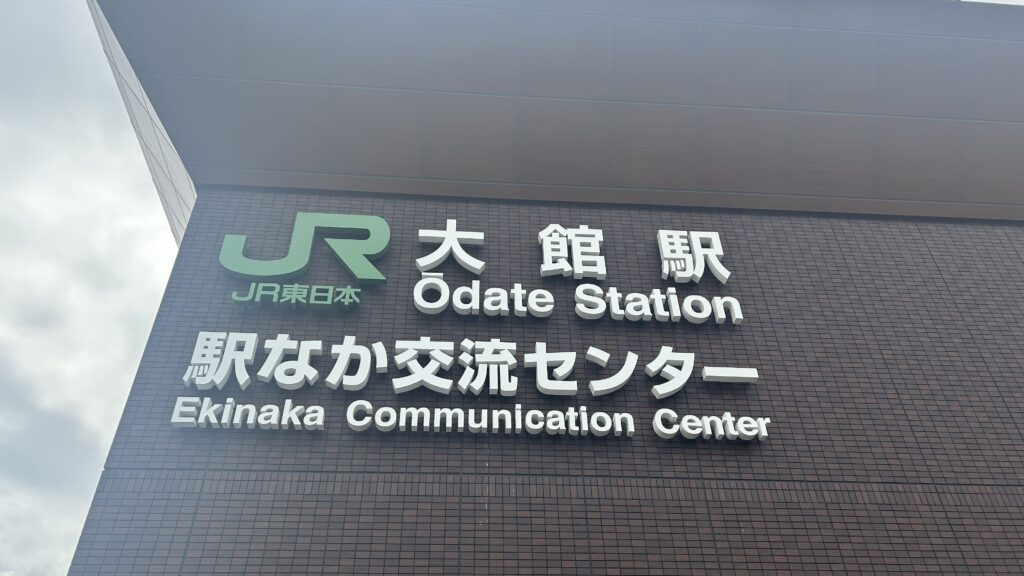 JR 大館駅
JR東日本 Ōdate Station
駅なか交流センター
Ekinaka Communication Center